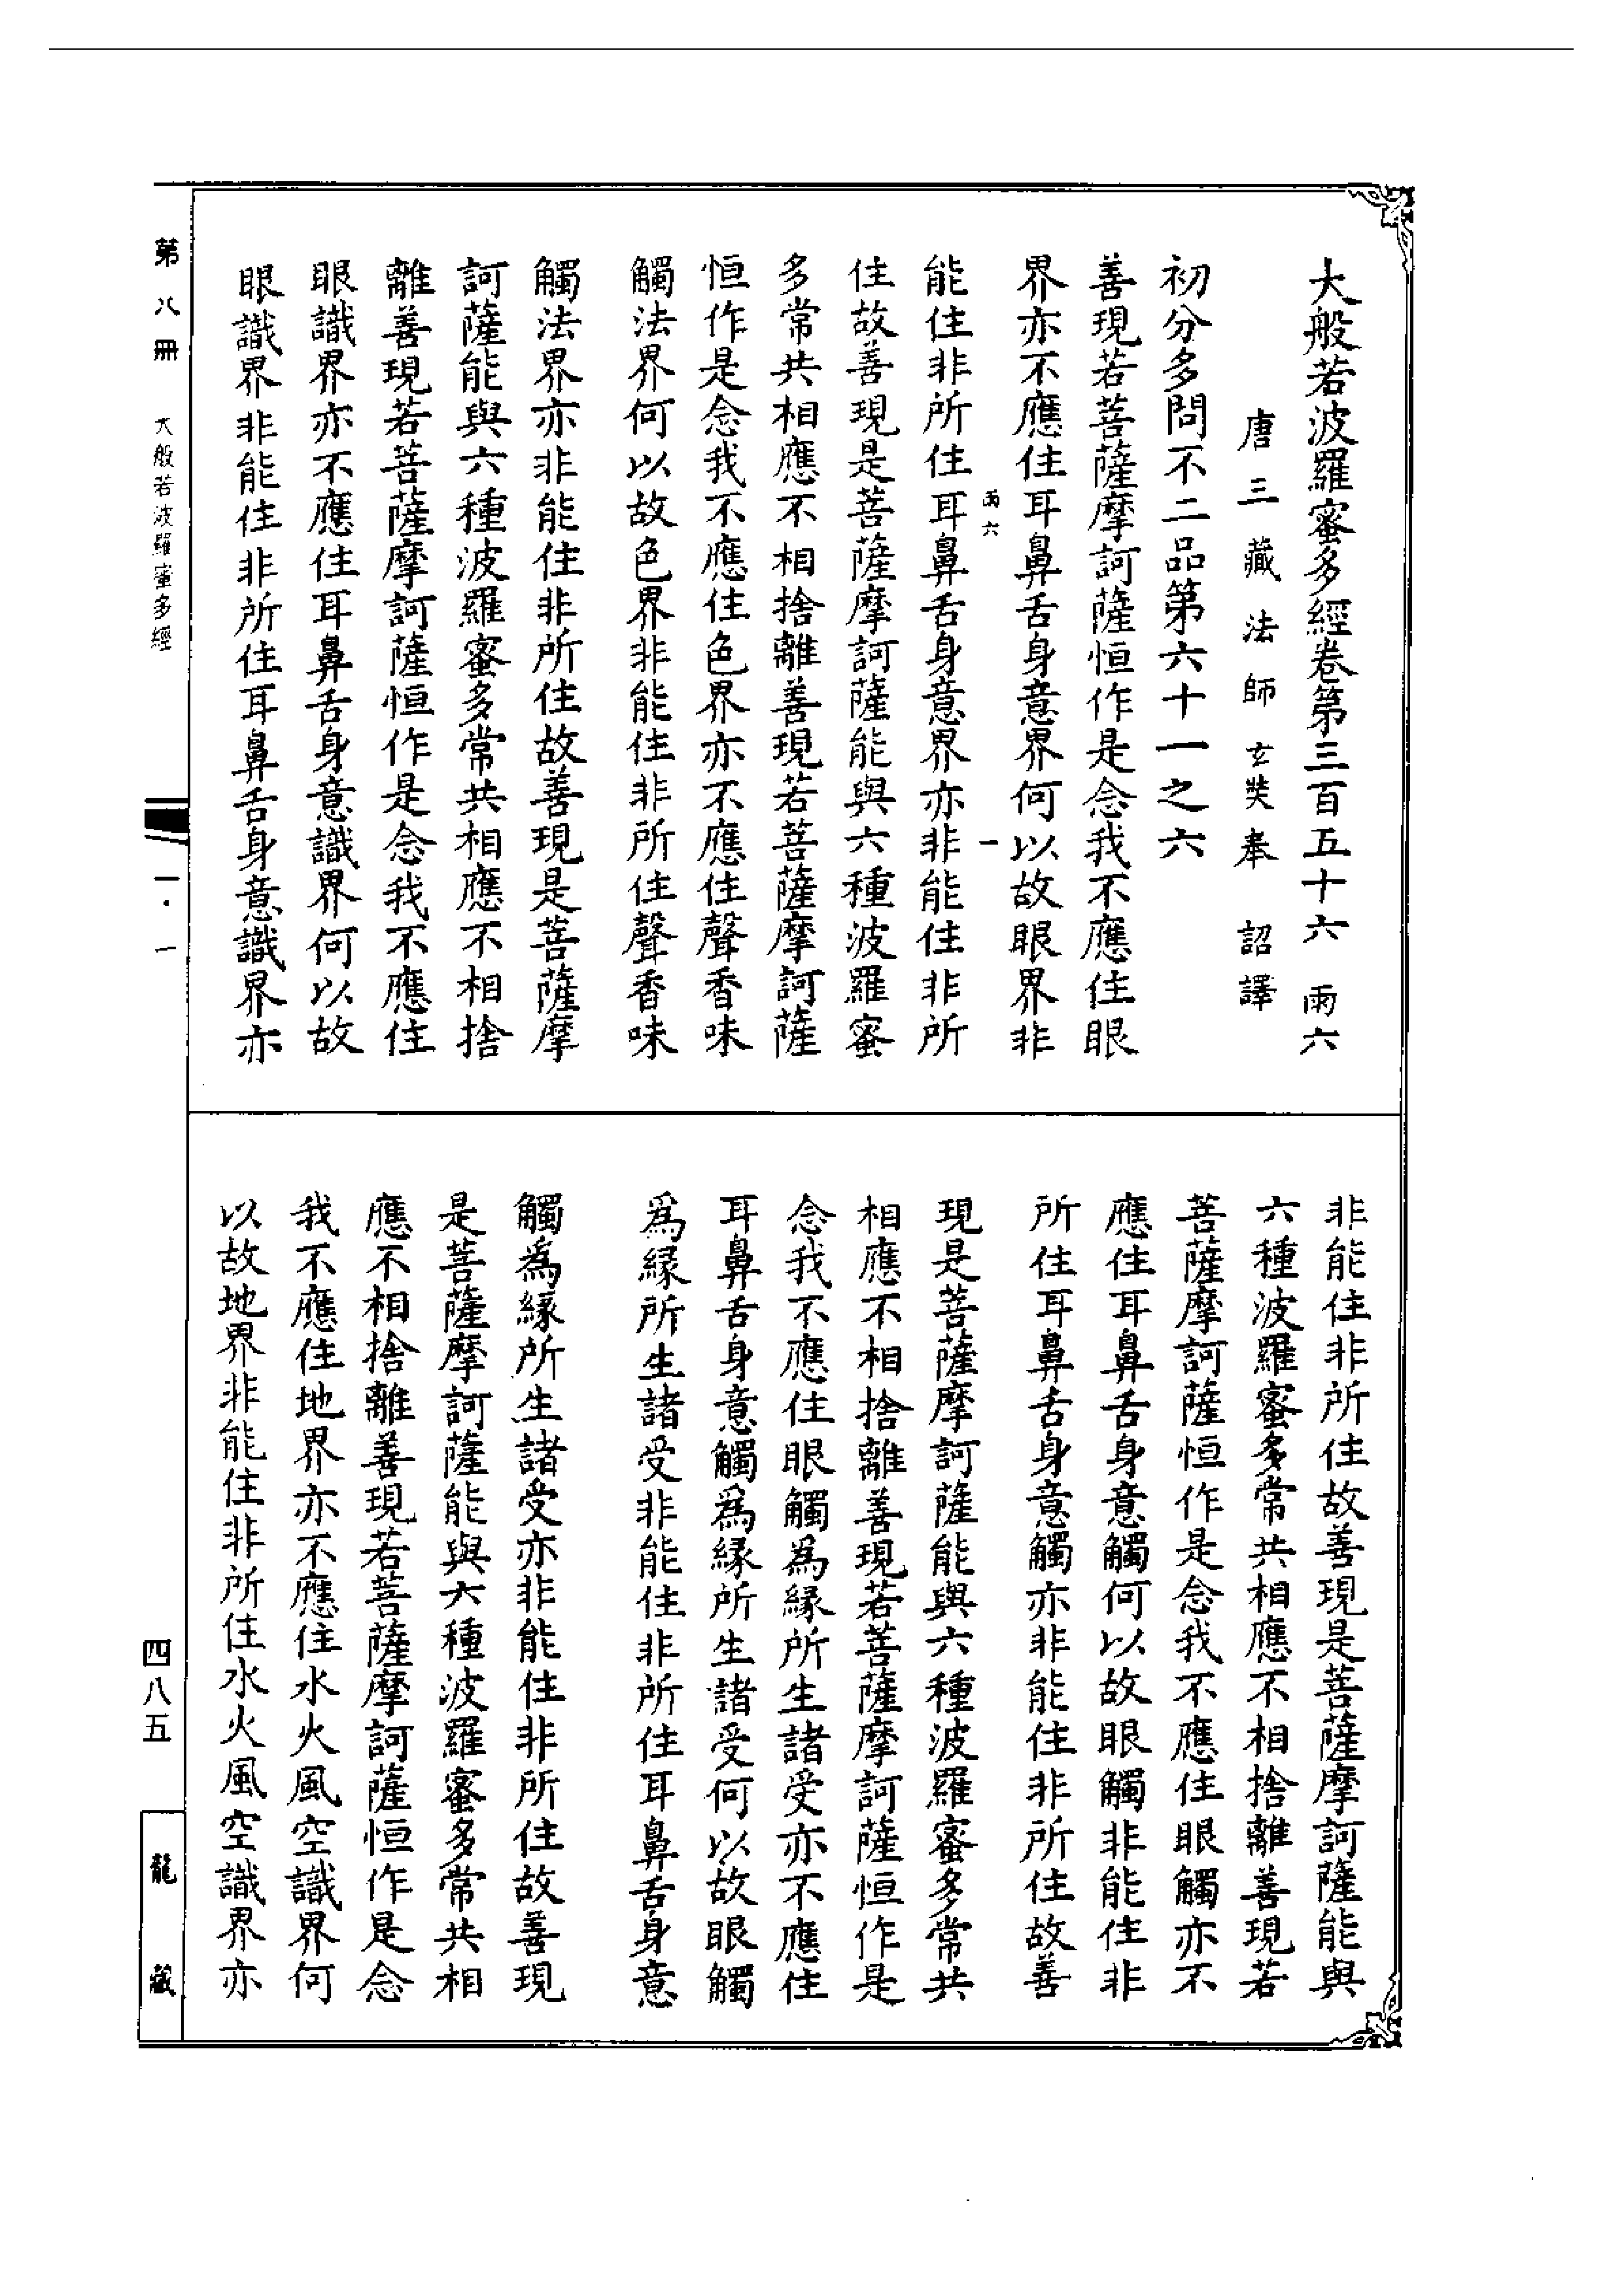 大般若波羅蜜多經卷第三百五十六　雨六
唐三藏法師玄奘奉　詔譯
初分多問不二品第六十一之六
善現若菩薩摩訶薩恒作是念我不應住眼
界亦不應住耳鼻舌身意界何以故眼界非
雨六　一
能住非所住耳鼻舌身意界亦非能住非所
住故善現是菩薩摩訶薩能與六種波羅蜜
多常共相應不相捨離善現若菩薩摩訶薩
恒作是念我不應住色界亦不應住聲香味
觸法界何以故色界非能住非所住聲香味
觸法界亦非能住非所住故善現是菩薩摩
訶薩能與六種波羅蜜多常共相應不相捨
離善現若菩薩摩訶薩恒作是念我不應住
眼識界亦不應住耳鼻舌身意識界何以故
眼識界非能住非所住耳鼻舌身意識界亦
非能住非所住故善現是菩薩摩訶薩能與
六種波羅蜜多常共相應不相捨離善現若
菩薩摩訶薩恒作是念我不應住眼觸亦不
應住耳鼻舌身意觸何以故眼觸非能住非
所住耳鼻舌身意觸亦非能住非所住故善
現是菩薩摩訶薩能與六種波羅蜜多常共
相應不相捨離善現若菩薩摩訶薩恒作是
念我不應住眼觸為緣所生諸受亦不應住
耳鼻舌身意觸為緣所生諸受何以故眼觸
為緣所生諸受非能住非所住耳鼻舌身意
觸為緣所生諸受亦非能住非所住故善現
是菩薩摩訶薩能與六種波羅蜜多常共相
應不相捨離善現若菩薩摩訶薩恒作是念
我不應住地界亦不應住水火風空識界何
以故地界非能住非所住水火風空識界亦
第八冊　大般若波羅蜜多經　一·一　四八五　龍藏